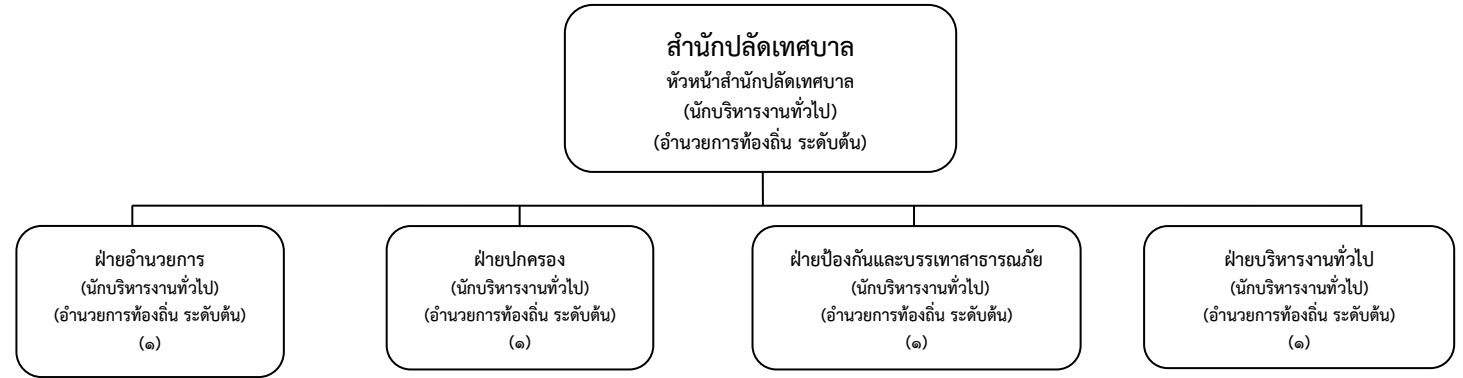 สำนักปลัดเทศบาล
หัวหน้าสำนักปลัดเทศบาล
(นักบริหารงานทั่วไป)
(อำนวยการท้องถิ่น ระดับต้น)
ฝ่ายอำนวยการ
(นักบริหารงานทั่วไป)
(อำนวยการท้องถิ่น ระดับต้น)
(๑)
ฝ่ายปกครอง
(นักบริหารงานทั่วไป)
(อำนวยการท้องถิ่น ระดับต้น)
(๑)
ฝ่ายป้องกันและบรรเทาสาธารณภัย
(นักบริหารงานทั่วไป)
(อำนวยการท้องถิ่น ระดับต้น)
(๑)
ฝ่ายบริหารงานทั่วไป
(นักบริหารงานทั่วไป)
(อำนวยการท้องถิ่น ระดับต้น)
(๑)